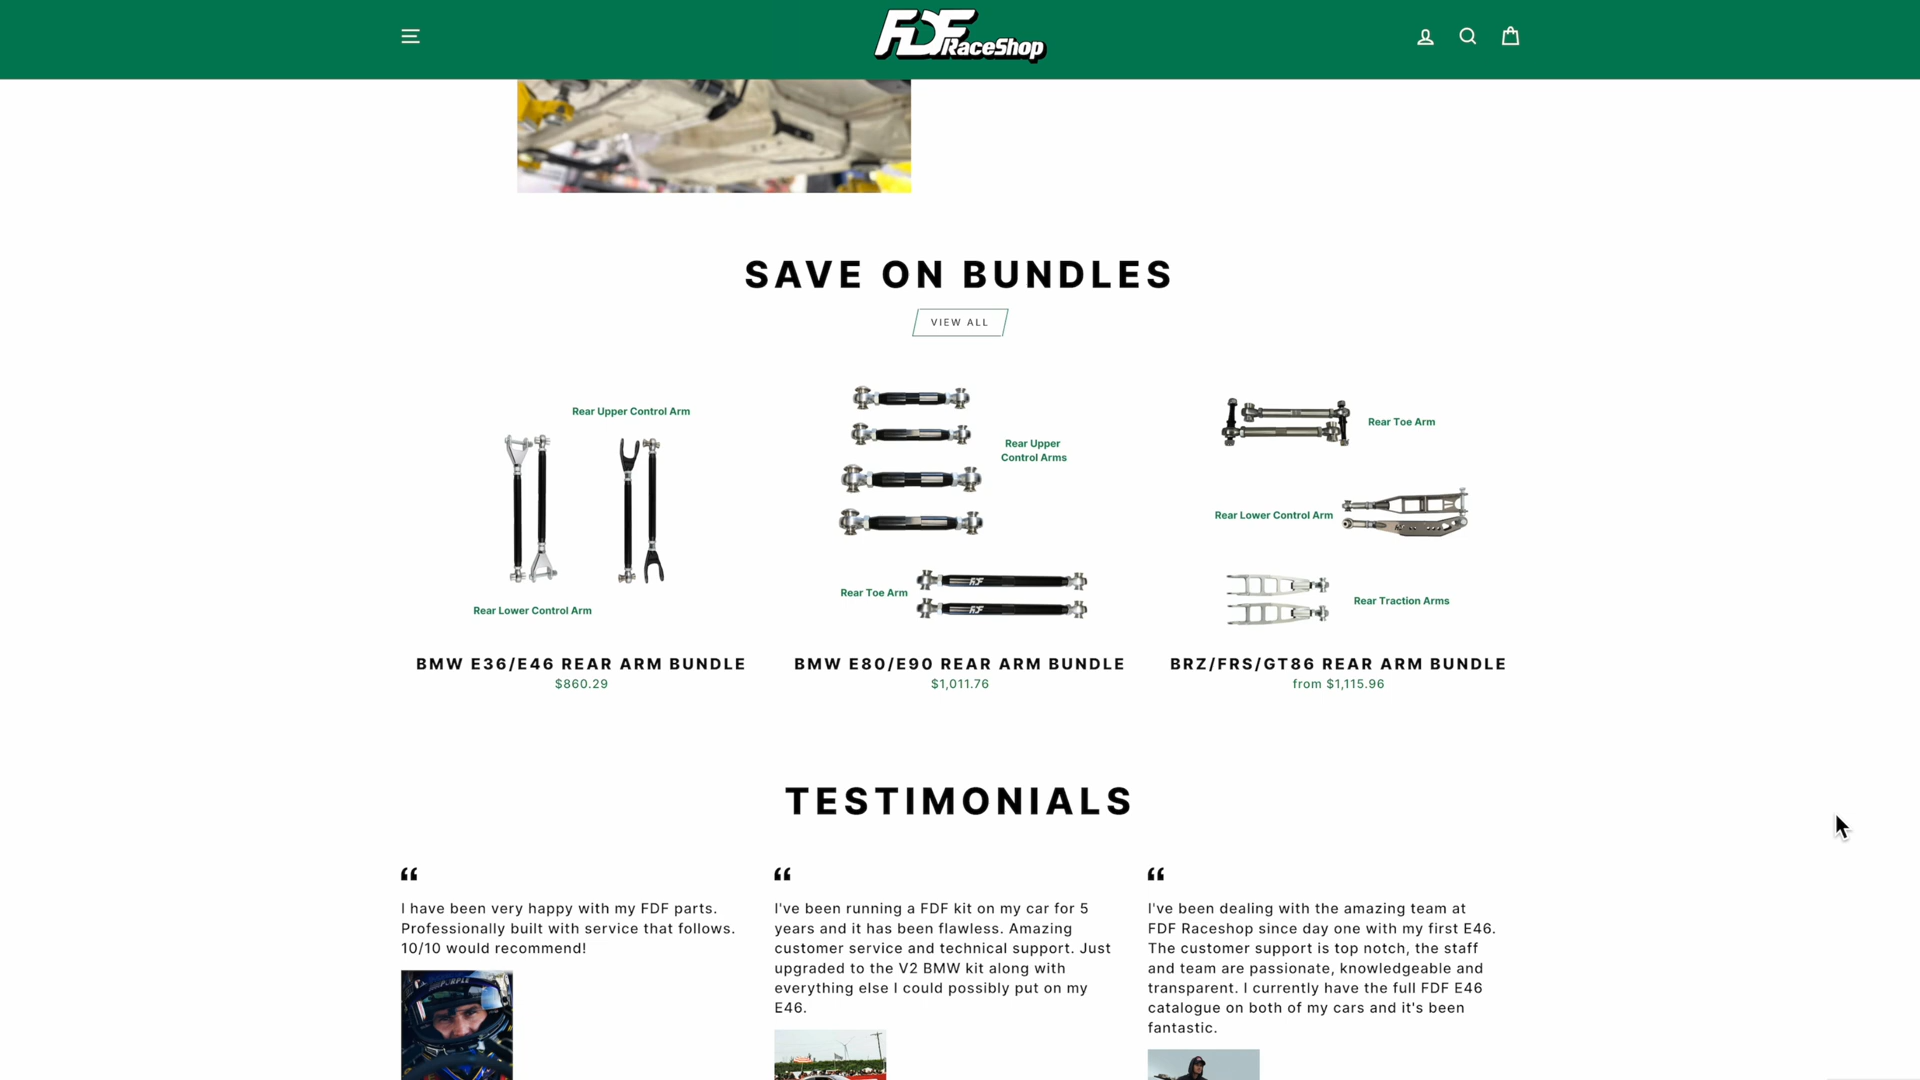 FDF RaceShop
SAVE ON BUNDLES
VIEW ALL
Rear Upper Control Arm
Rear Lower Control Arm
Rear Upper
Control Arms
Rear Toe Arm
FDF
FDF
Rear Toe Arm
Rear Lower Control Arm
Rear Traction Arms
BMW E36/E46 REAR ARM BUNDLE
$860.29
BMW E80/E90 REAR ARM BUNDLE
$1,011.76
BRZ/FRS/GT86 REAR ARM BUNDLE
from $1,115.96
TESTIMONIALS
“
I have been very happy with my FDF parts.
Professionally built with service that follows.
10/10 would recommend!
“
I've been running a FDF kit on my car for 5
years and it has been flawless. Amazing
customer service and technical support. Just
upgraded to the V2 BMW kit along with
everything else I could possibly put on my
E46.
“
I've been dealing with the amazing team at
FDF Raceshop since day one with my first E46.
The customer support is top notch, the staff
and team are passionate, knowledgeable and
transparent. I currently have the full FDF E46
catalogue on both of my cars and it's been
fantastic.